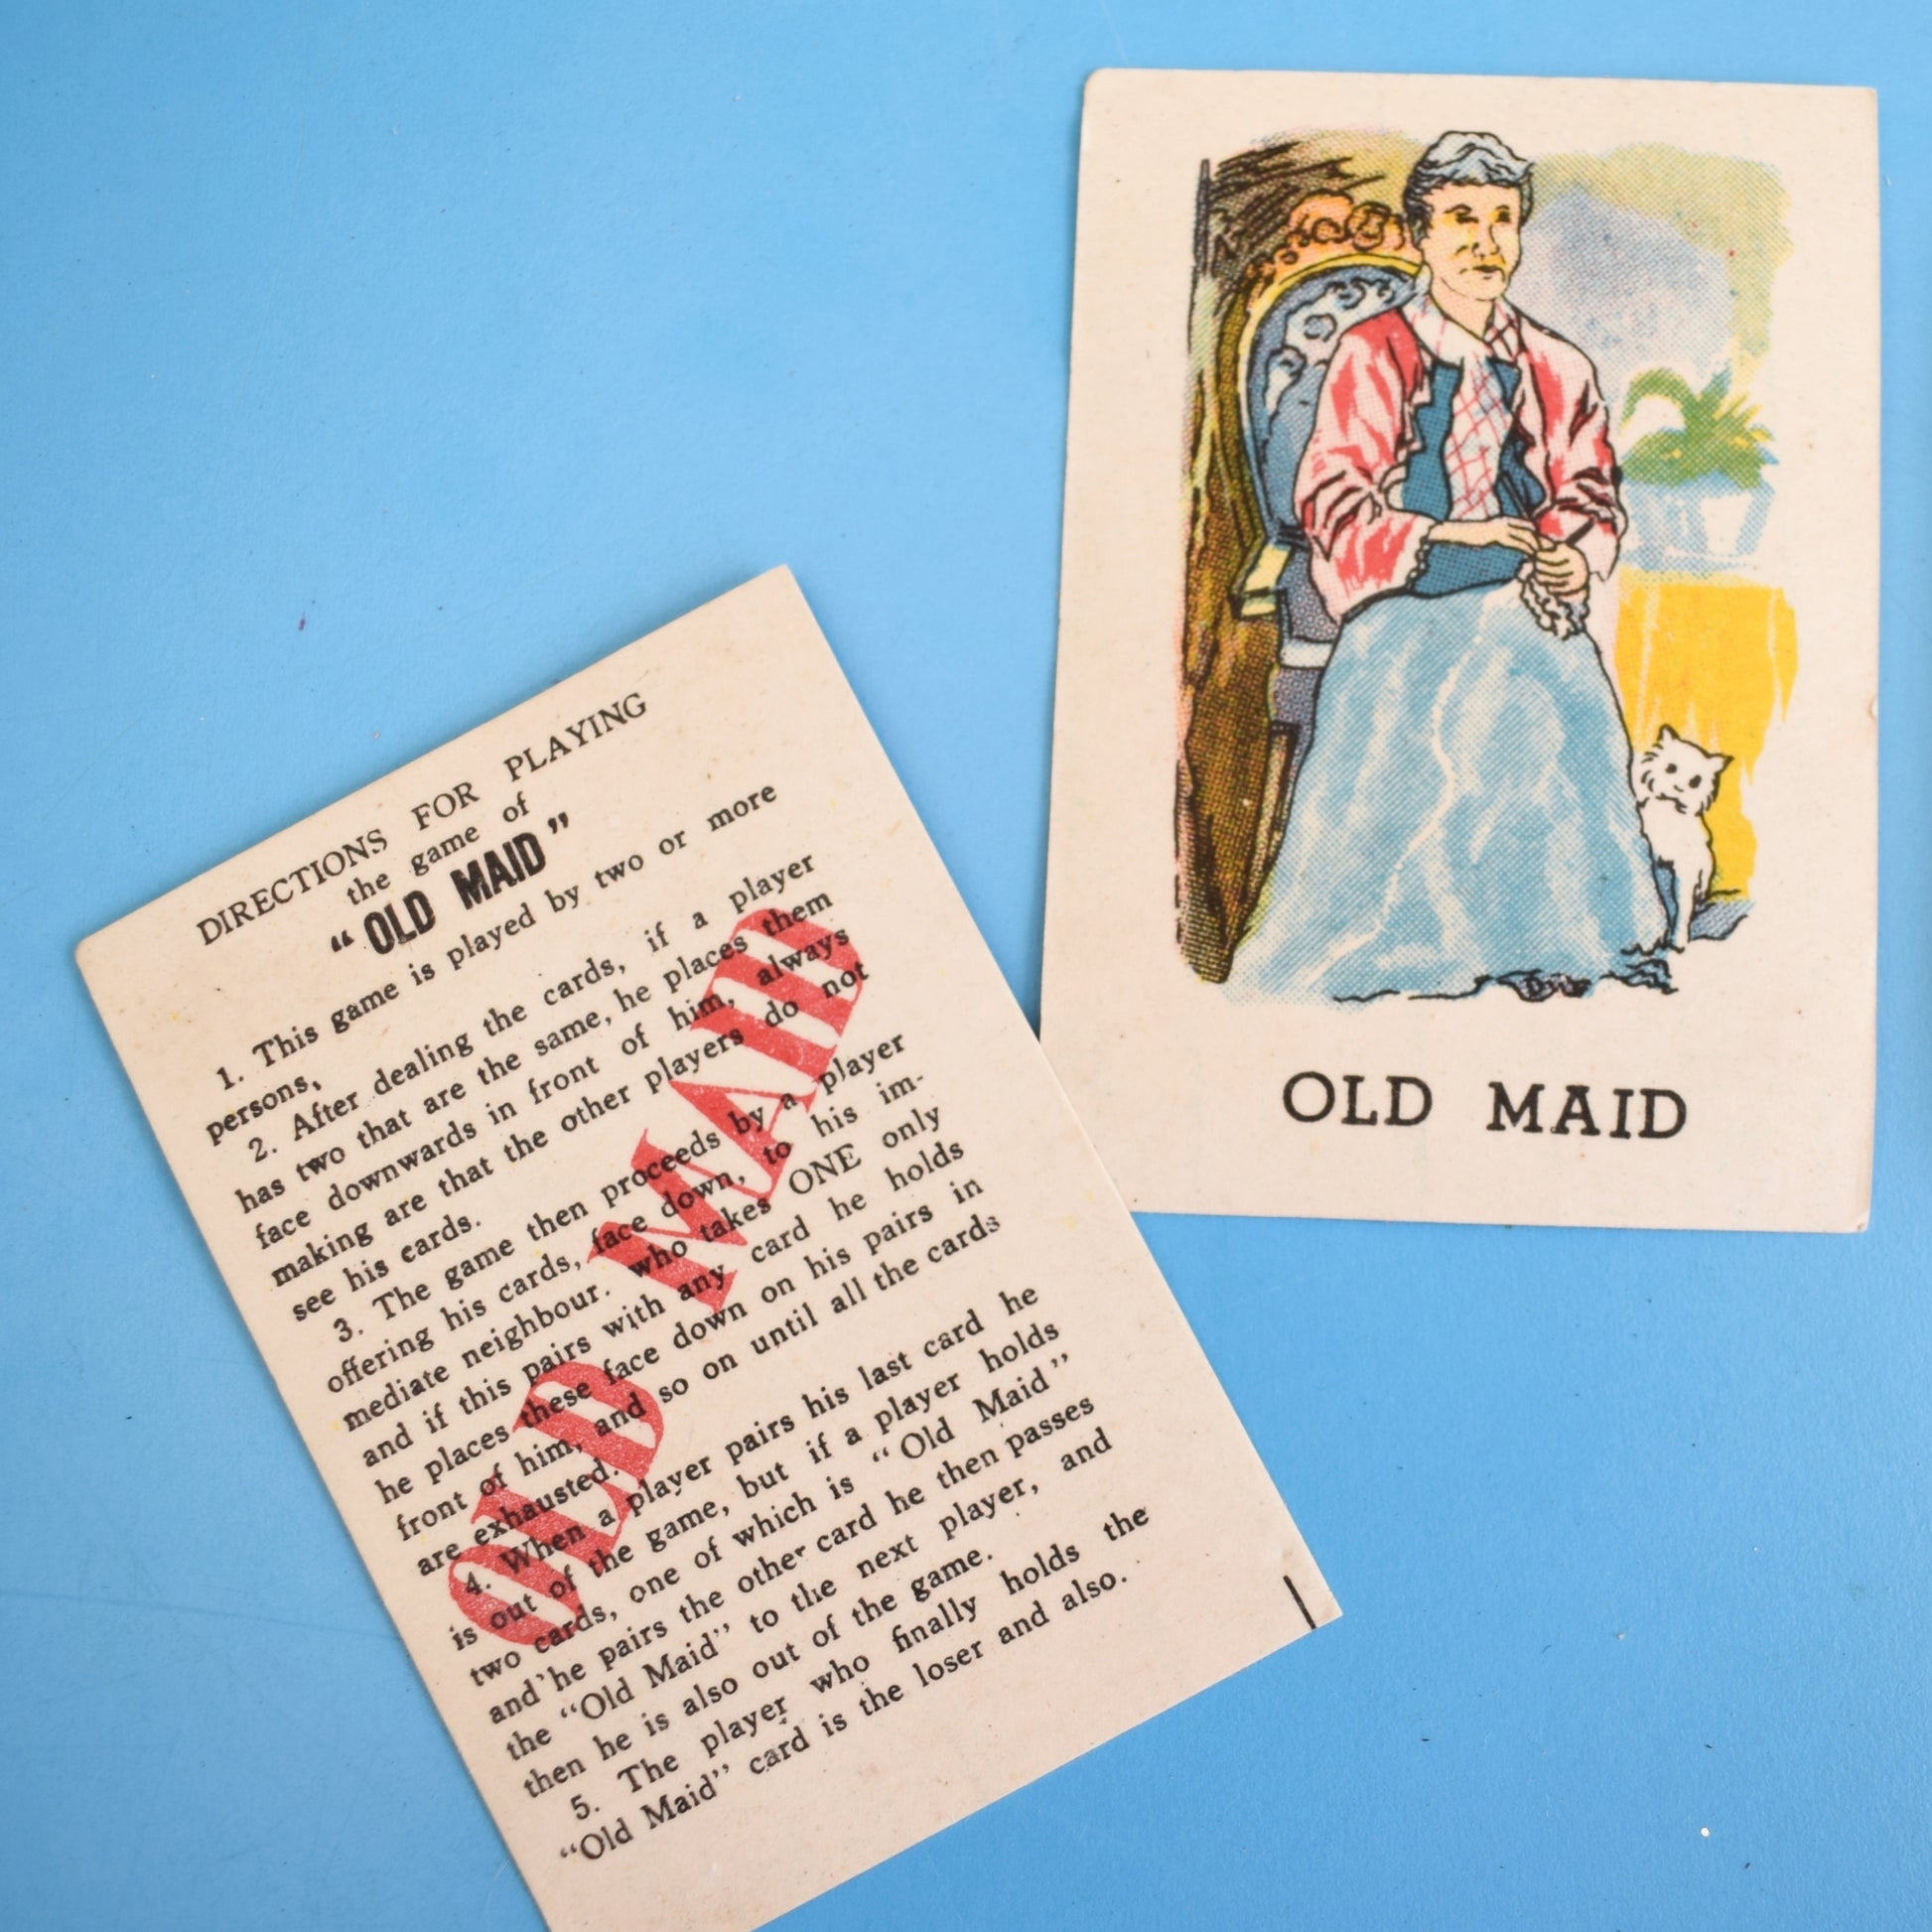 DIRECTIONS FOR PLAYING
the game of
“OLD MAID”
1. This game is played by two or more
persons,
2. After dealing the cards, if a player
has two that are the same, he places them
face downwards in front of him, always
making are that the other players do not
see his cards.
3. The game then proceeds by a player
offering his cards, face down, to his im-
mediate neighbour. who takes ONE only
and if this pairs with any card he holds
he places these face down on his pairs in
front of him, and so on until all the cards
are exhausted.
4. When a player pairs his last card he
is out of the game, but if a player holds
two cards, one of which is “Old Maid”
and he pairs the other card he then passes
the “Old Maid” to the next player, and
then he is also out of the game.
5. The player who finally holds the
“Old Maid” card is the loser and also.
OLD MAID
OLD MAID